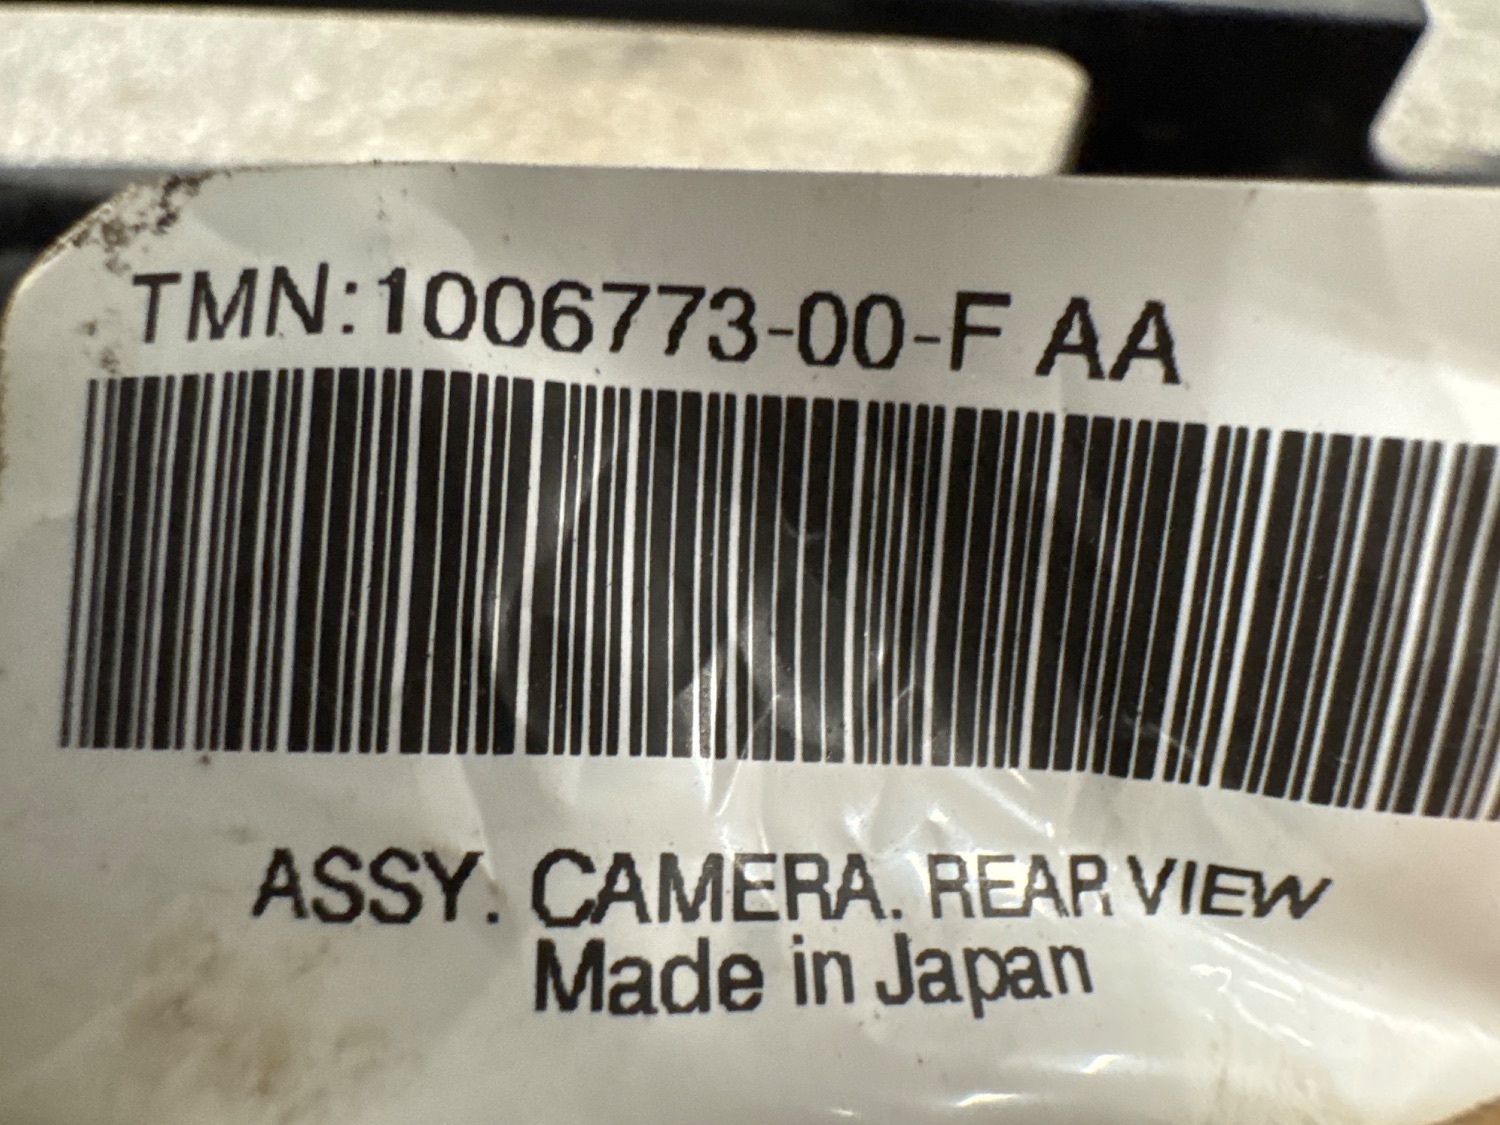 TMN:1006773-00-F AA
ASSY. CAMERA. REAR VIEW
Made in Japan